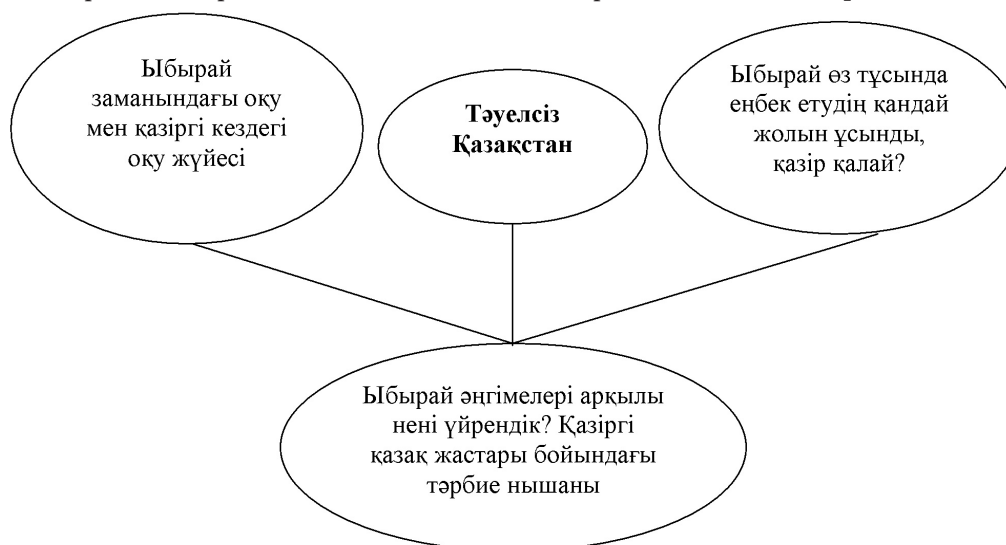 Ыбырай
заманындағы оқу
мен қазіргі кездегі
оқу жүйесі
Тәуелсіз
Қазақстан
Ыбырай өз тұсында
еңбек етудің қандай
жолын ұсынды,
қазір қалай?
Ыбырай әңгімелері арқылы
нені үйрендік? Қазіргі
қазақ жастары бойындағы
тәрбие нышаны